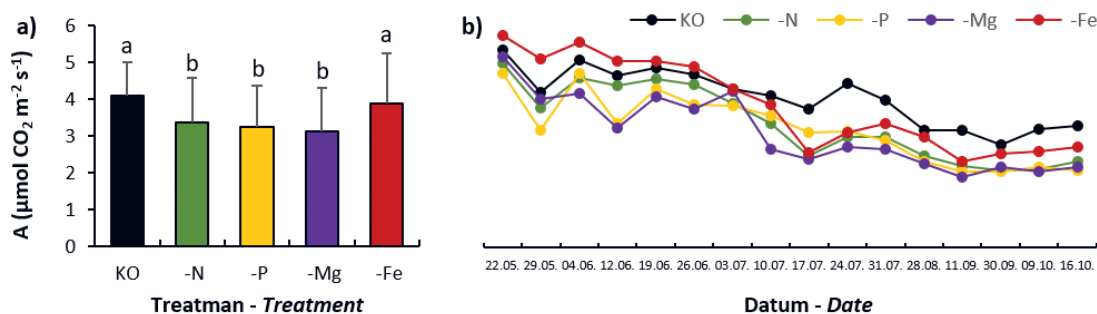 a)
A (µmol CO2 m-2 s-1)
6
5
4
3
2
1
0
a
b
b
b
a
KO
-N
-P
-Mg
-Fe
Treatman - Treatment
b)
KO
-N
-P
-Mg
-Fe
22.05. 29.05. 04.06. 12.06. 19.06. 26.06. 03.07. 10.07. 17.07. 24.07. 31.07. 28.08. 11.09. 30.09. 09.10. 16.10.
Datum - Date